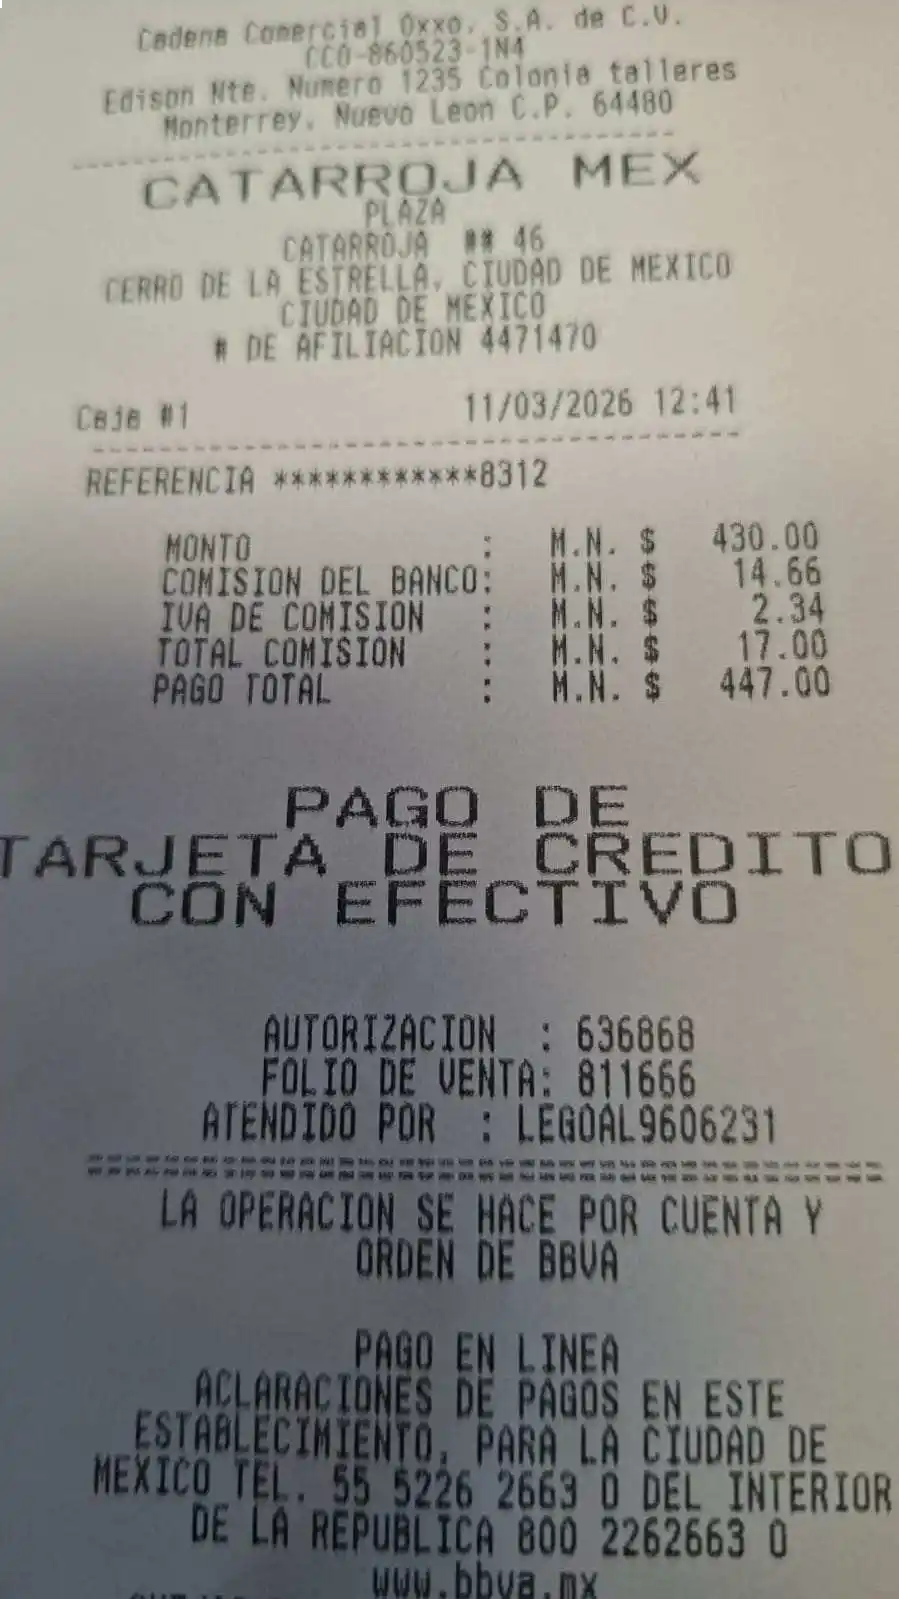 Cadena Comercial Oxxo, S.A. de C.V.
CCO-860523-1N4
Edison Nte. Numero 1235 Colonia talleres
Monterrey, Nuevo Leon C.P. 64480
CATARROJA MEX
PLAZA
CATARROJA ## 46
CERRO DE LA ESTRELLA, CIUDAD DE MEXICO
CIUDAD DE MEXICO
# DE AFILIACION 4471470
Caja #1 11/03/2026 12:41
REFERENCIA ************8312
MONTO : M.N. $ 430.00
COMISION DEL BANCO: M.N. $ 14.66
IVA DE COMISION : M.N. $ 2.34
TOTAL COMISION : M.N. $ 17.00
PAGO TOTAL : M.N. $ 447.00
PAGO DE
TARJETA DE CREDITO
CON EFECTIVO
AUTORIZACION : 636868
FOLIO DE VENTA: 811666
ATENDIDO POR : LEGOAL9606231
LA OPERACION SE HACE POR CUENTA Y
ORDEN DE BBVA
PAGO EN LINEA
ACLARACIONES DE PAGOS EN ESTE
ESTABLECIMIENTO, PARA LA CIUDAD DE
MEXICO TEL. 55 5226 2663 O DEL INTERIOR
DE LA REPUBLICA 800 2262663 O
www.bbva.mx